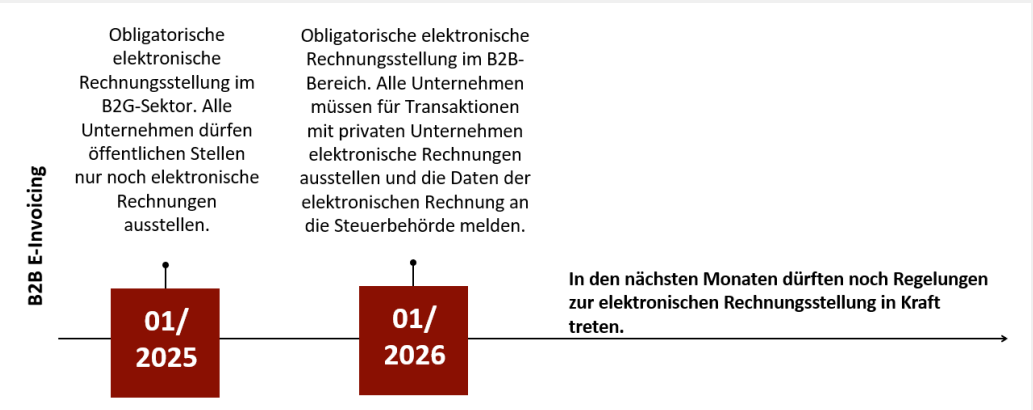 Obligatorische
elektronische
Rechnungsstellung im
B2G-Sektor. Alle
Unternehmen dürfen
öffentlichen Stellen
nur noch elektronische
Rechnungen
ausstellen.
Obligatorische elektronische
Rechnungsstellung im B2B-
Bereich. Alle Unternehmen
müssen für Transaktionen
mit privaten Unternehmen
elektronische Rechnungen
ausstellen und die Daten der
elektronischen Rechnung an
die Steuerbehörde melden.
B2B E-Invoicing
In den nächsten Monaten dürften noch Regelungen
zur elektronischen Rechnungsstellung in Kraft
treten.
01/
2025
01/
2026